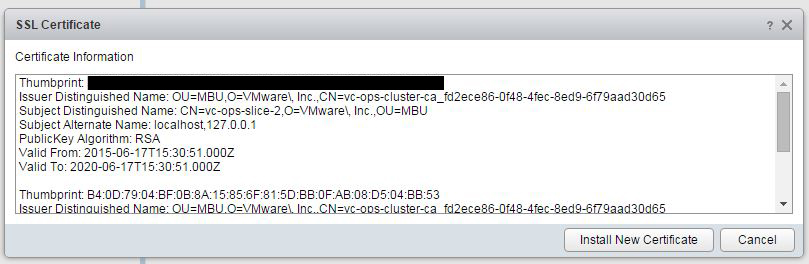 SSL Certificate
?
Certificate Information
Thumbprint:
Issuer Distinguished Name: OU=MBU,O=VMware\, Inc.,CN=vc-ops-cluster-ca_fd2ece86-0f48-4fec-8ed9-6f79aad30d65
Subject Distinguished Name: CN=vc-ops-slice-2,O=VMware\, Inc.,OU=MBU
Subject Alternate Name: localhost,127.0.0.1
PublicKey Algorithm: RSA
Valid From: 2015-06-17T15:30:51.000Z
Valid To: 2020-06-17T15:30:51.000Z
Thumbprint: B4:0D:79:04:BF:0B:8A:15:85:6F:81:5D:BB:0F:AB:08:D5:04:BB:53
Issuer Distinguished Name: OU=MBU,O=VMware\, Inc.,CN=vc-ops-cluster-ca_fd2ece86-0f48-4fec-8ed9-6f79aad30d65
Install New Certificate
Cancel